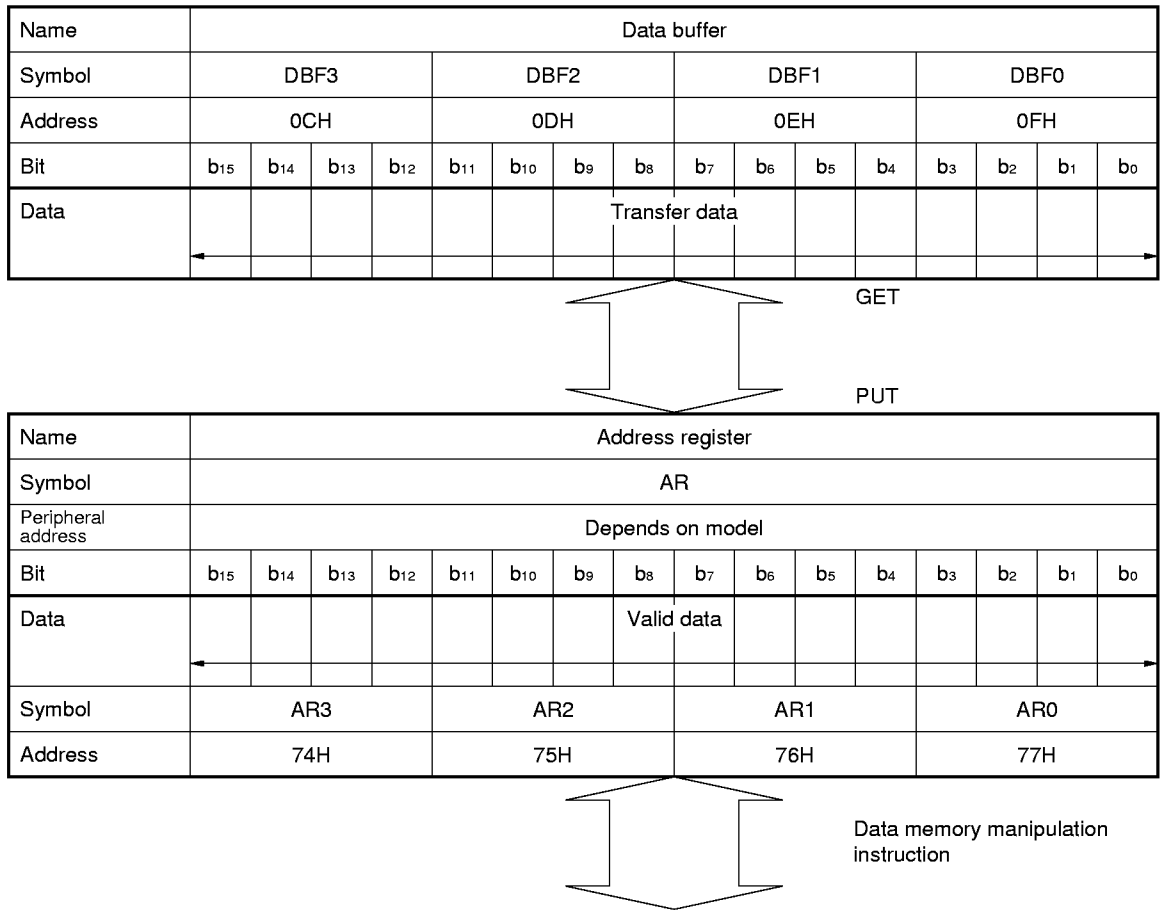 Name Data buffer
Symbol DBF3 DBF2 DBF1 DBF0
Address 0CH 0DH 0EH 0FH
Bit b15 b14 b13 b12 b11 b10 b9 b8 b7 b6 b5 b4 b3 b2 b1 b0
Data Transfer data
GET
PUT
Name Address register
Symbol AR
Peripheral
address Depends on model
Bit b15 b14 b13 b12 b11 b10 b9 b8 b7 b6 b5 b4 b3 b2 b1 b0
Data Valid data
Symbol AR3 AR2 AR1 AR0
Address 74H 75H 76H 77H
Data memory manipulation
instruction